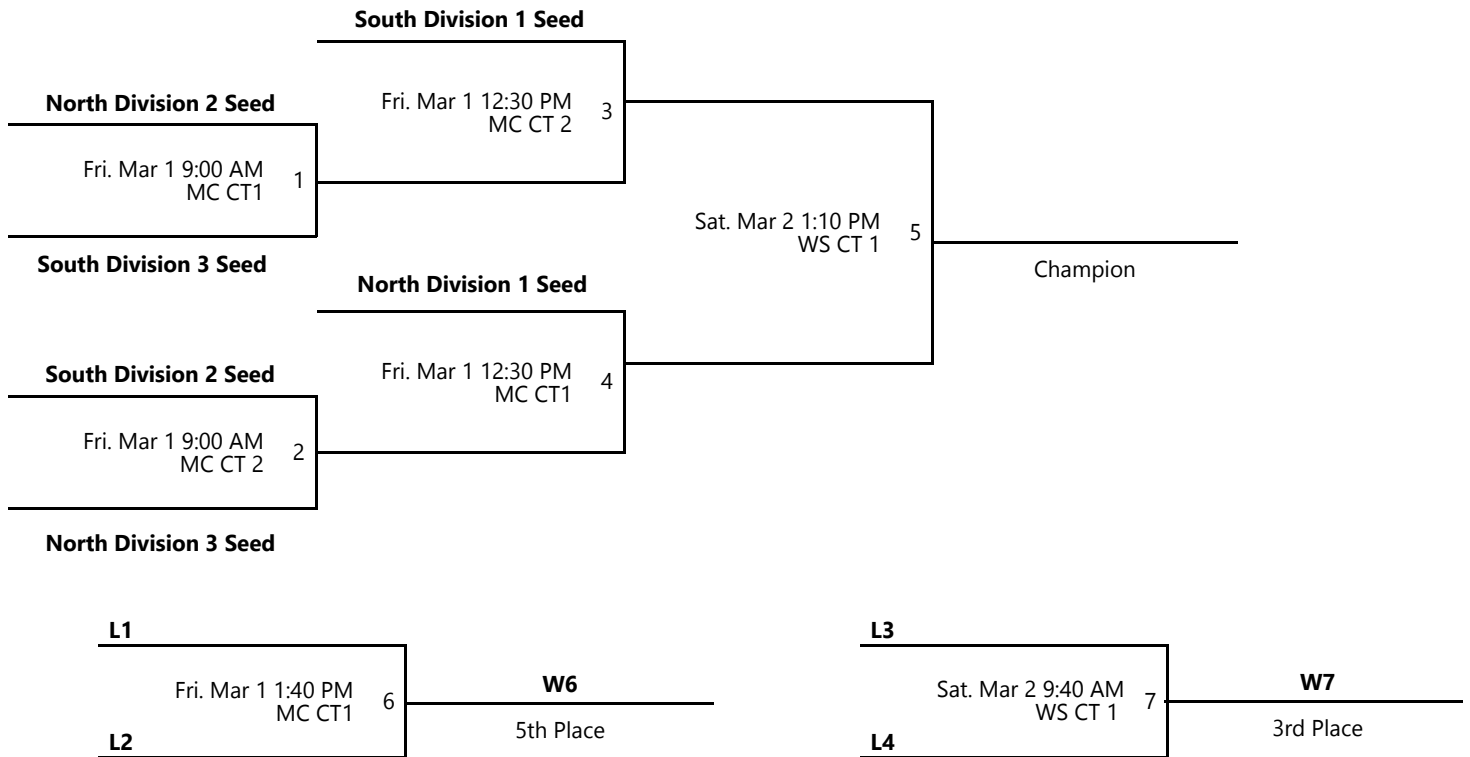 South Division 1 Seed
North Division 2 Seed
Fri. Mar 1 12:30 PM
MC CT 2
3
Fri. Mar 1 9:00 AM
MC CT1
1
Sat. Mar 2 1:10 PM
WS CT 1
5
South Division 3 Seed
Champion
North Division 1 Seed
South Division 2 Seed
Fri. Mar 1 12:30 PM
MC CT1
4
Fri. Mar 1 9:00 AM
MC CT 2
2
North Division 3 Seed
L1
Fri. Mar 1 1:40 PM
MC CT1
6
W6
5th Place
L2
L3
Sat. Mar 2 9:40 AM
WS CT 1
7
W7
3rd Place
L4